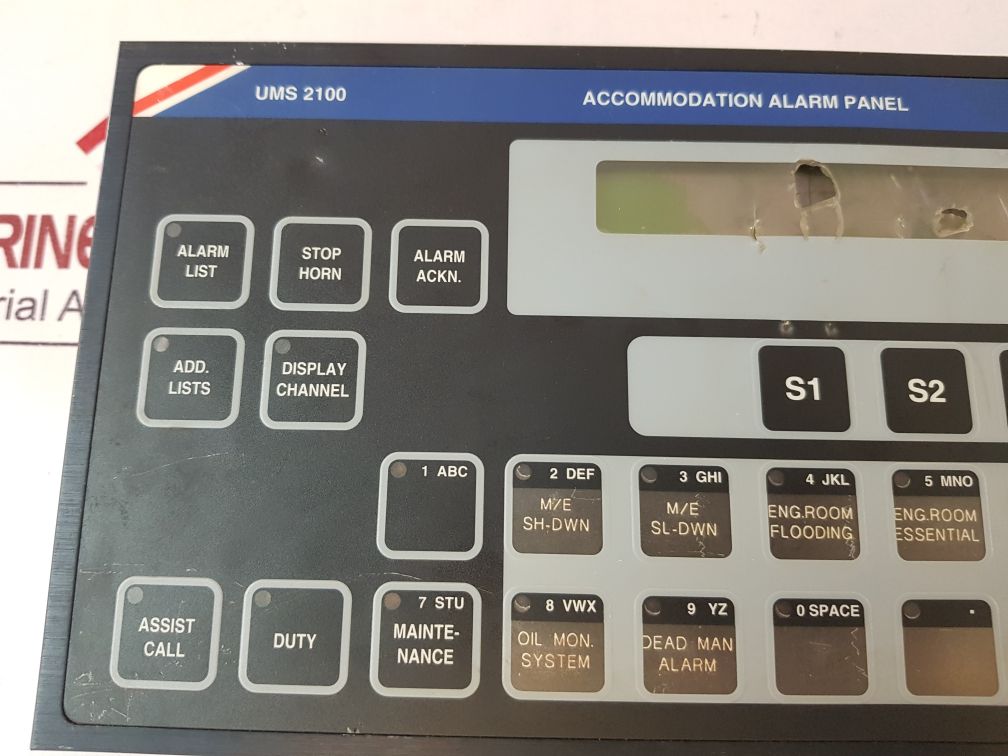 UMS 2100
ACCOMMODATION ALARM PANEL
ALARM
LIST
STOP
HORN
ALARM
ACKN.
ADD.
LISTS
DISPLAY
CHANNEL
S1
S2
1 ABC
2 DEF
M/E
SH-DWN
3 GHI
M/E
SL-DWN
4 JKL
ENG.ROOM
FLOODING
5 MNO
ENG.ROOM
ESSENTIAL
ASSIST
CALL
DUTY
7 STU
MAINTE-
NANCE
8 VWX
OIL MON.
SYSTEM
9 YZ
DEAD MAN
ALARM
0 SPACE
.